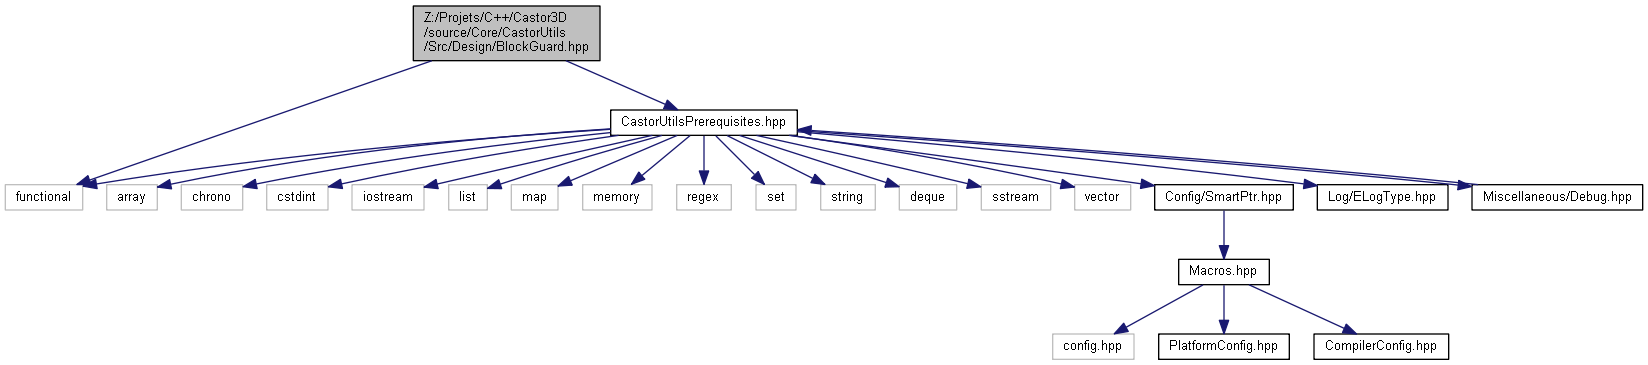 Z:/Projets/C++/Castor3D
/source/Core/CastorUtils
/Src/Design/BlockGuard.hpp
CastorUtilsPrerequisites.hpp
functional
array
chrono
cstdint
iostream
list
map
memory
regex
set
string
deque
sstream
vector
Config/SmartPtr.hpp
Log/ELogType.hpp
Miscellaneous/Debug.hpp
Macros.hpp
config.hpp
PlatformConfig.hpp
CompilerConfig.hpp